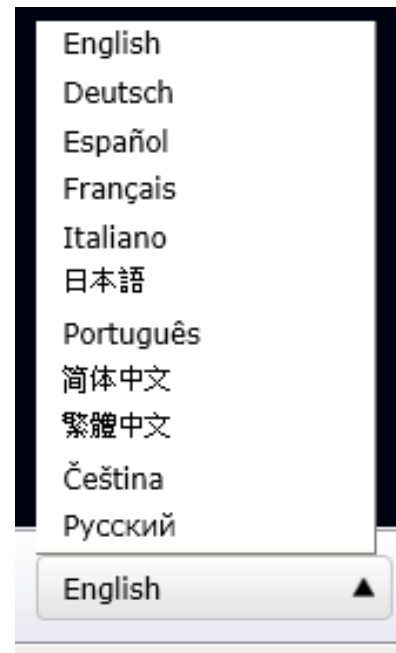 English
Deutsch
Español
Français
Italiano
日本語
Português
简体中文
繁體中文
Čeština
Русский
English